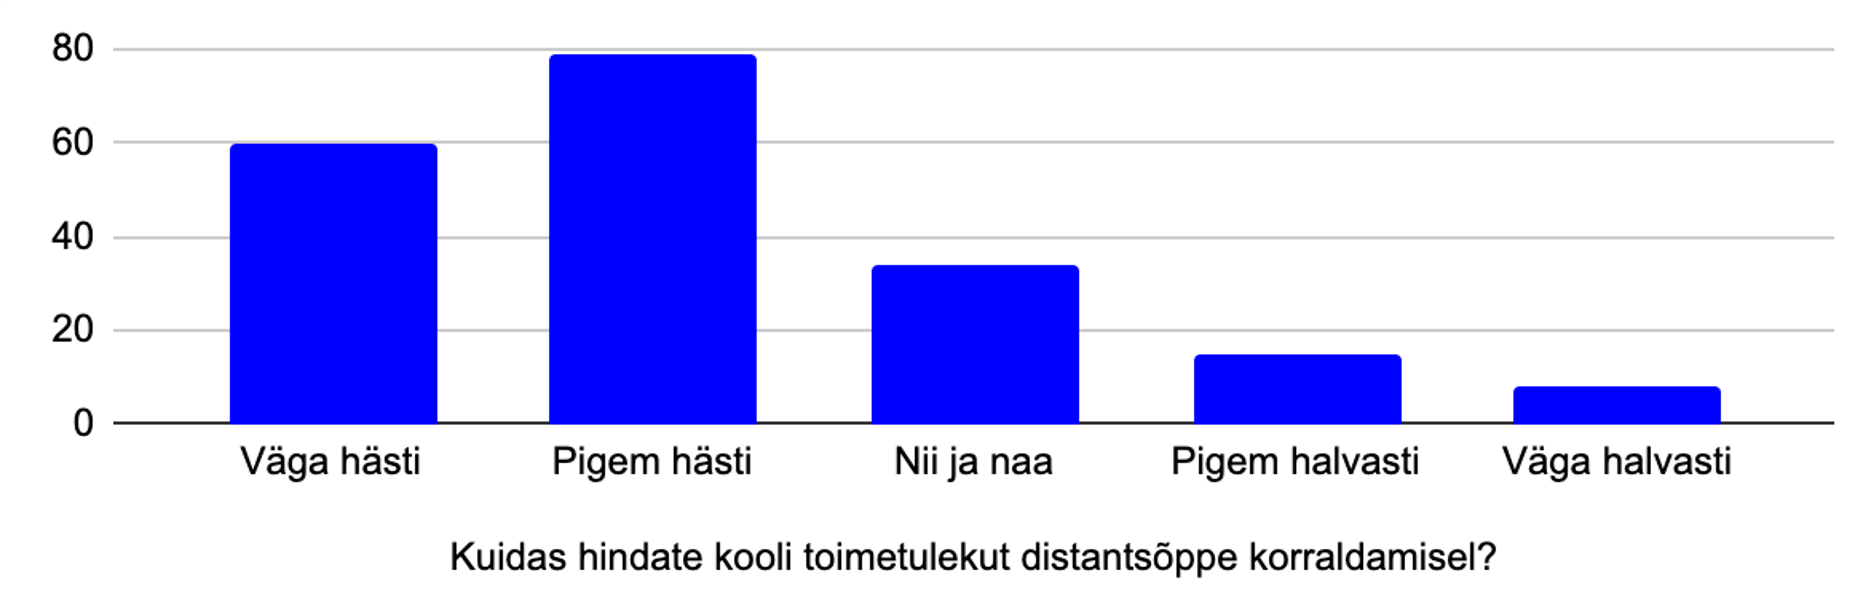 80
60
40
20
0
Väga hästi Pigem hästi Nii ja naa Pigem halvasti Väga halvasti
Kuidas hindate kooli toimetulekut distantsõppe korraldamisel?